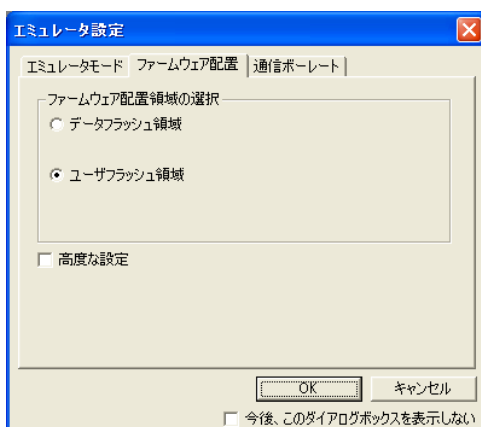 エミュレータ設定
エミュレータモード ファームウェア配置 通信ボーレート
ファームウェア配置領域の選択
データフラッシュ領域
ユーザフラッシュ領域
高度な設定
OK キャンセル
今後、このダイアログボックスを表示しない